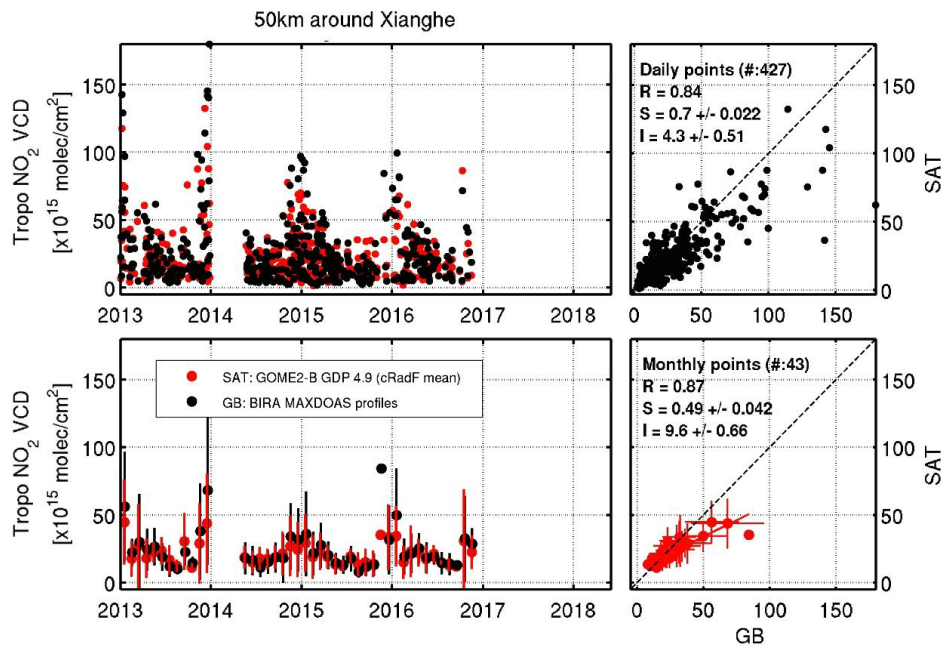 50km around Xianghe
Tropo NO2 VCD
[x10^15 molec/cm^2]
150
100
50
0
2013 2014 2015 2016 2017 2018
Daily points (#:427)
R = 0.84
S = 0.7 +/- 0.022
I = 4.3 +/- 0.51
150
100
50
0
SAT
0 50 100 150
Tropo NO2 VCD
[x10^15 molec/cm^2]
150
100
50
0
SAT: GOME2-B GDP 4.9 (cRadF mean)
GB: BIRA MAXDOAS profiles
2013 2014 2015 2016 2017 2018
Monthly points (#:43)
R = 0.87
S = 0.49 +/- 0.042
I = 9.6 +/- 0.66
150
100
50
0
SAT
0 50 100 150
GB